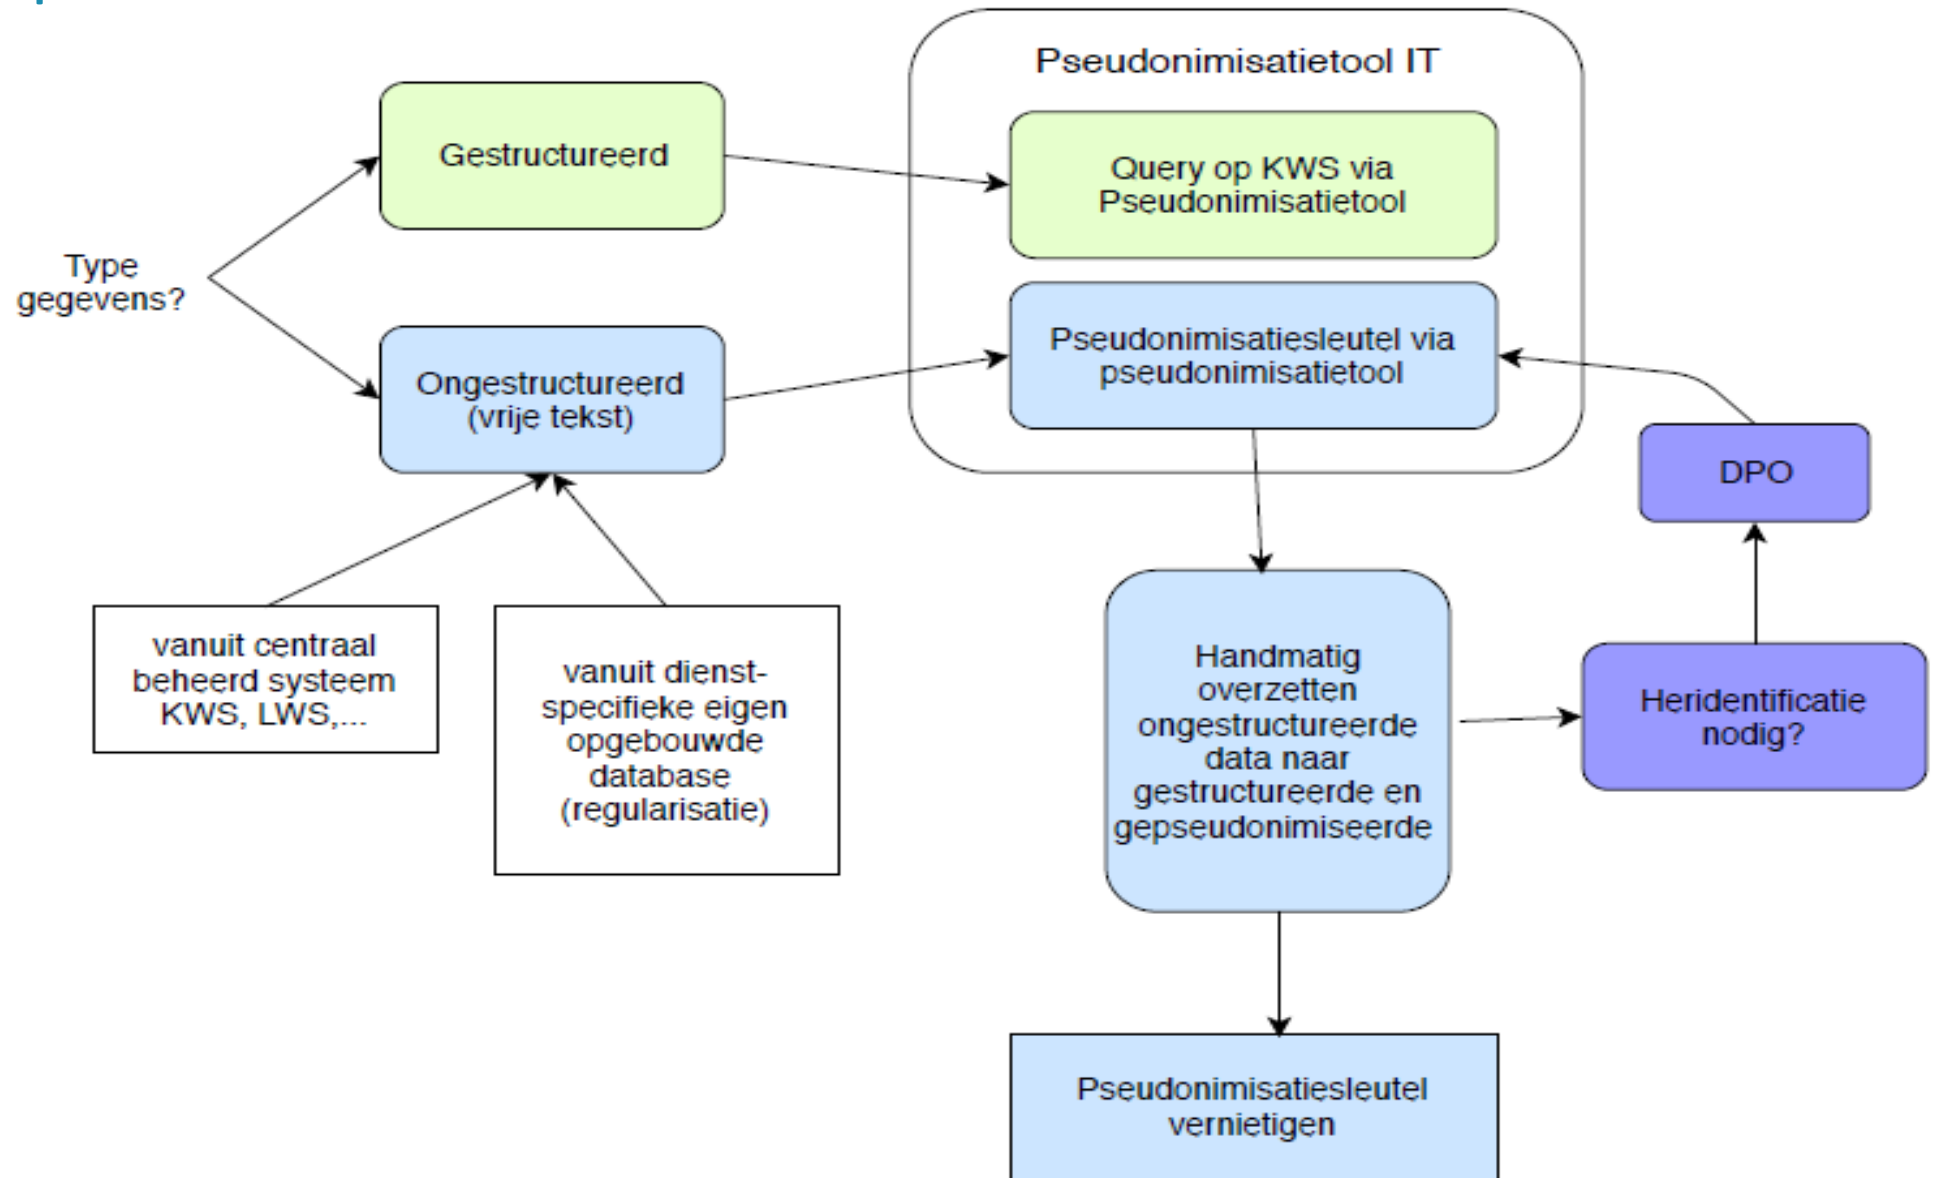 Pseudonimisatietool IT
Gestructureerd
Query op KWS via
Pseudonimisatietool
Type
gegevens?
Ongestructureerd
(vrije tekst)
Pseudonimisatiesleutel via
pseudonimisatietool
DPO
vanuit centraal
beheerd systeem
KWS, LWS,...
vanuit dienst-
specifieke eigen
opgebouwde
database
(regularisatie)
Handmatig
overzetten
ongestructureerde
data naar
gestructureerde en
gepseudonimiseerde
Heridentificatie
nodig?
Pseudonimisatiesleutel
vernietigen